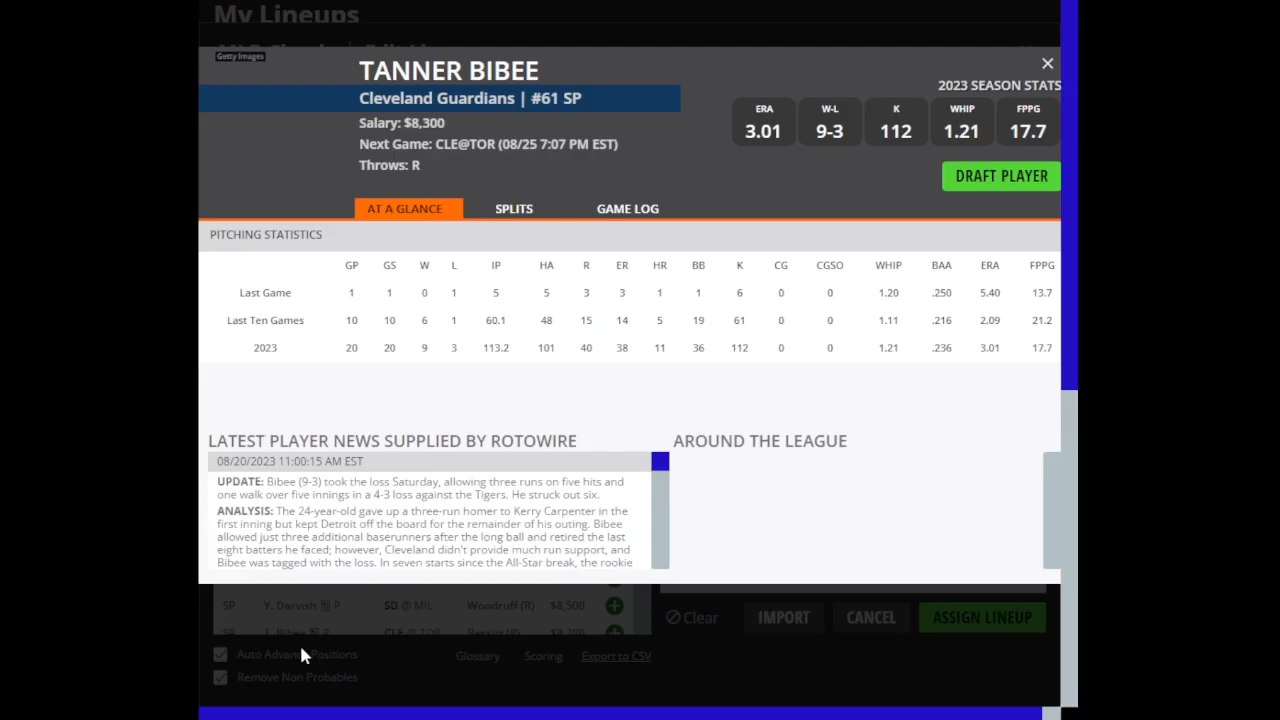 My Lineups
Getty Images
TANNER BIBEE
Cleveland Guardians | #61 SP
Salary: $8,300
Next Game: CLE@TOR (08/25 7:07 PM EST)
Throws: R
2023 SEASON STATS
ERA W-L K WHIP FPPG
3.01 9-3 112 1.21 17.7
DRAFT PLAYER
AT A GLANCE SPLITS GAME LOG
PITCHING STATISTICS
GP GS W L IP HA R ER HR BB K CG CGSO WHIP BAA ERA FPPG
Last Game 1 1 0 1 5 5 3 3 1 1 6 0 0 1.20 .250 5.40 13.7
Last Ten Games 10 10 6 1 60.1 48 15 14 5 19 61 0 0 1.11 .216 2.09 21.2
2023 20 20 9 3 113.2 101 40 38 11 36 112 0 0 1.21 .236 3.01 17.7
LATEST PLAYER NEWS SUPPLIED BY ROTOWIRE
08/20/2023 11:00:15 AM EST
UPDATE: Bibee (9-3) took the loss Saturday, allowing three runs on five hits and
one walk over five innings in a 4-3 loss against the Tigers. He struck out six.
ANALYSIS: The 24-year-old gave up a three-run homer to Kerry Carpenter in the
first inning but kept Detroit off the board for the remainder of his outing. Bibee
allowed just three additional baserunners after the long ball and retired the last
eight batters he faced; however, Cleveland didn't provide much run support, and
Bibee was tagged with the loss. In seven starts since the All-Star break, the rookie
AROUND THE LEAGUE
SP Y. Darvish P SD @ MIL Woodruff (R) $8,500
Clear IMPORT CANCEL ASSIGN LINEUP
Auto Advance Positions Glossary Scoring Export to CSV
Remove Non Probables